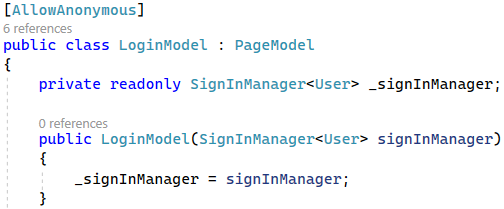 [AllowAnonymous]
6 references
public class LoginModel : PageModel
{
    private readonly SignInManager<User> _signInManager;
    0 references
    public LoginModel(SignInManager<User> signInManager)
    {
        _signInManager = signInManager;
    }